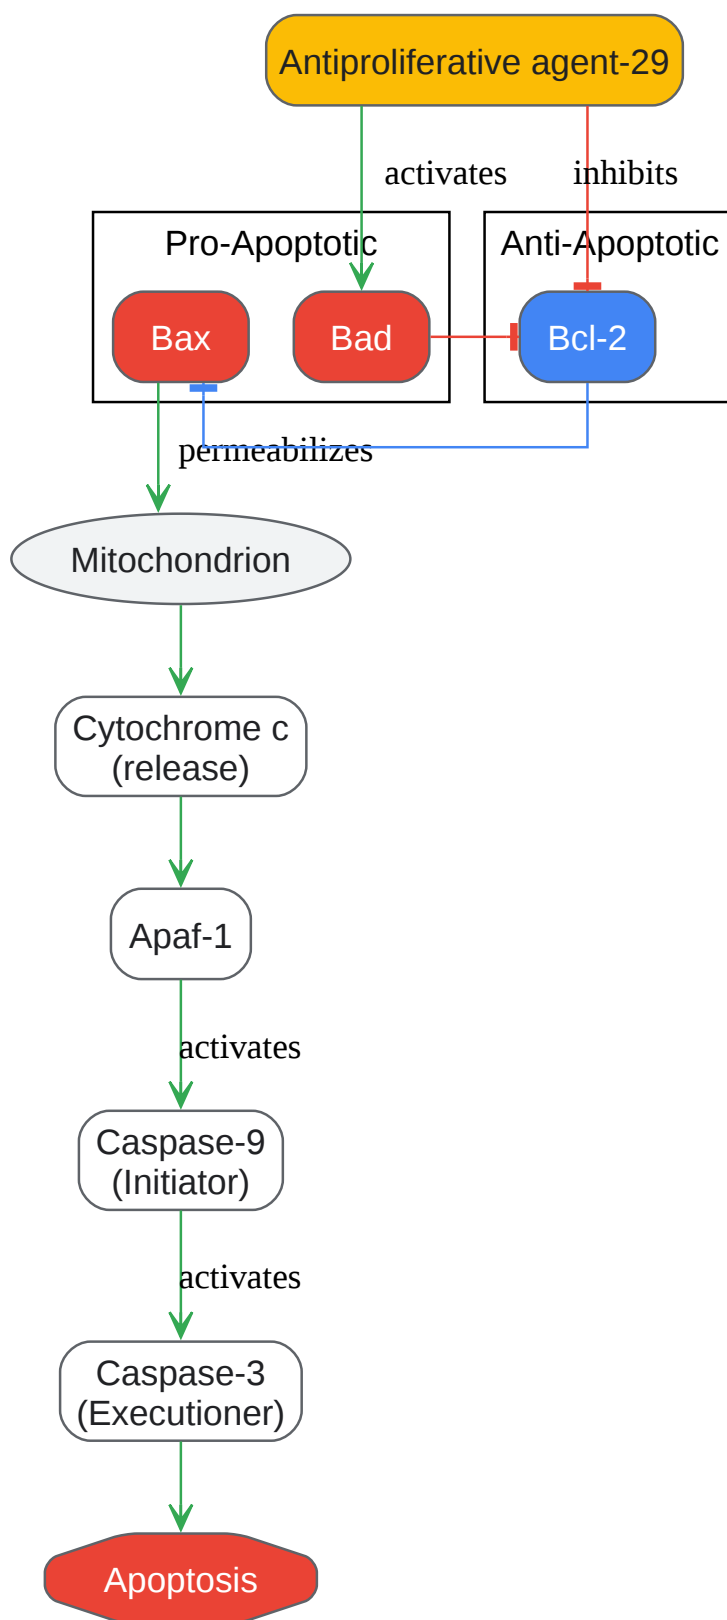 Antiproliferative agent-29
activates
inhibits
Pro-Apoptotic
Anti-Apoptotic
Bax
Bad
Bcl-2
permeabilizes
Mitochondrion
Cytochrome c
(release)
Apaf-1
activates
Caspase-9
(Initiator)
activates
Caspase-3
(Executioner)
Apoptosis